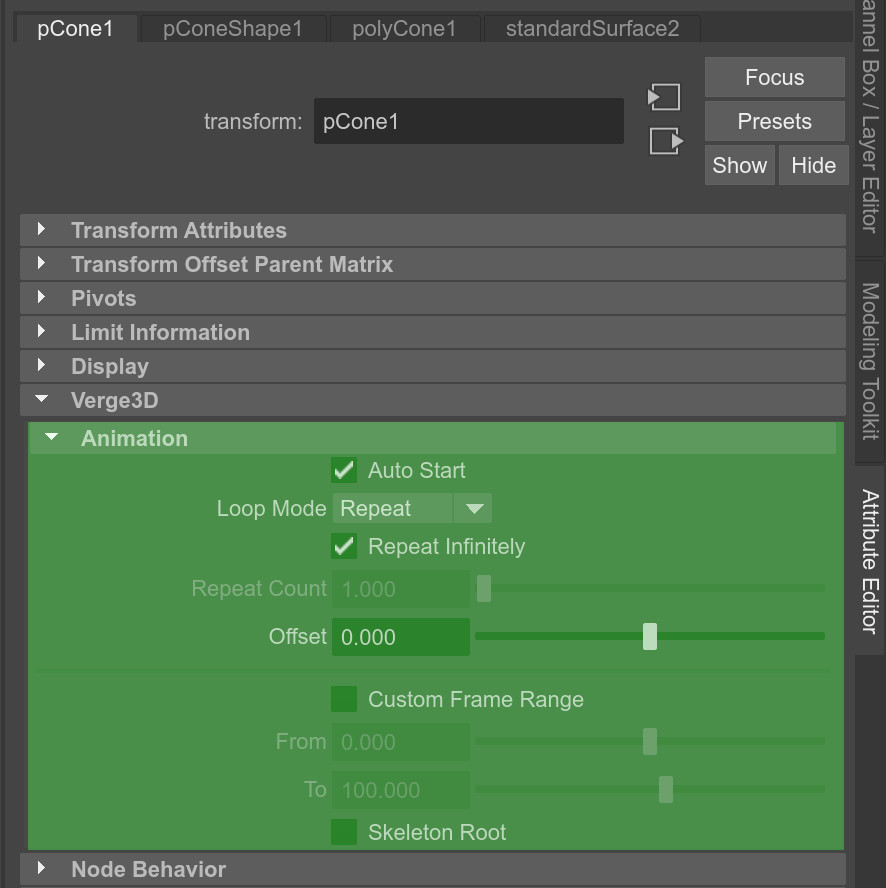 pCone1 pConeShape1 polyCone1 standardSurface2
transform: pCone1
Focus
Presets
Show Hide
Transform Attributes
Transform Offset Parent Matrix
Pivots
Limit Information
Display
Verge3D
Animation
Auto Start
Loop Mode Repeat
Repeat Infinitely
Repeat Count 1.000
Offset 0.000
Custom Frame Range
From 0.000
To 100.000
Skeleton Root
Node Behavior
Box / Layer Editor
Modeling Toolkit
Attribute Editor